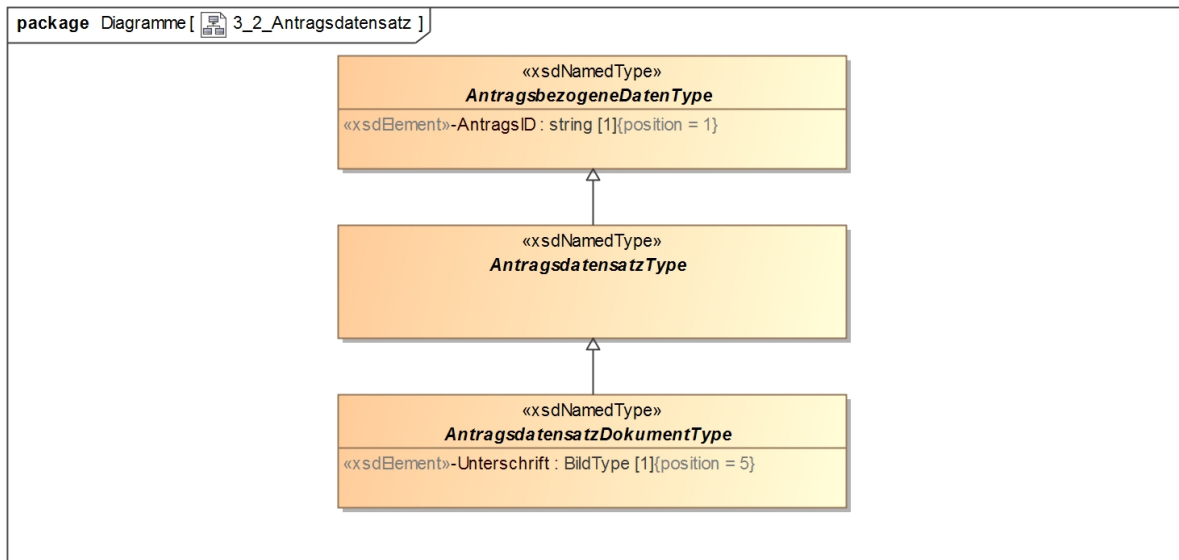 package Diagramme [ 3_2_Antragsdatensatz ]
«xsdNamedType»
AntragsbezogeneDatenType
«xsdElement»-AntragsID : string [1]{position = 1}
«xsdNamedType»
AntragsdatensatzType
«xsdNamedType»
AntragsdatensatzDokumentType
«xsdElement»-Unterschrift : BildType [1]{position = 5}